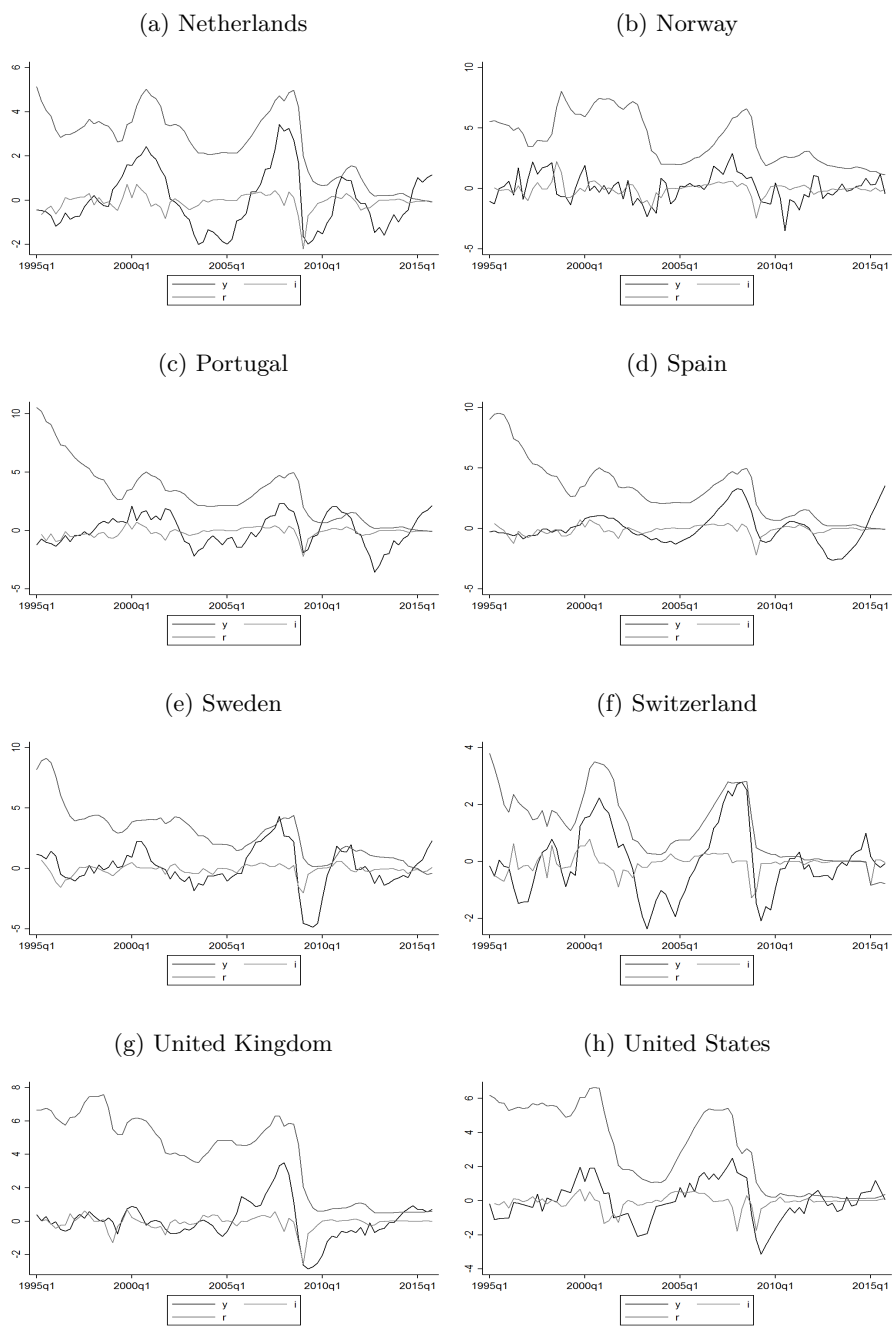 (a) Netherlands
6
4
2
0
-2
1995q1 2000q1 2005q1 2010q1 2015q1
y i
r
(b) Norway
10
5
0
-5
1995q1 2000q1 2005q1 2010q1 2015q1
y i
r
(c) Portugal
10
5
0
-5
1995q1 2000q1 2005q1 2010q1 2015q1
y i
r
(d) Spain
10
5
0
-5
1995q1 2000q1 2005q1 2010q1 2015q1
y i
r
(e) Sweden
10
5
0
-5
1995q1 2000q1 2005q1 2010q1 2015q1
y i
r
(f) Switzerland
4
2
0
-2
1995q1 2000q1 2005q1 2010q1 2015q1
y i
r
(g) United Kingdom
8
6
4
2
0
-2
1995q1 2000q1 2005q1 2010q1 2015q1
y i
r
(h) United States
6
4
2
0
-2
-4
1995q1 2000q1 2005q1 2010q1 2015q1
y i
r